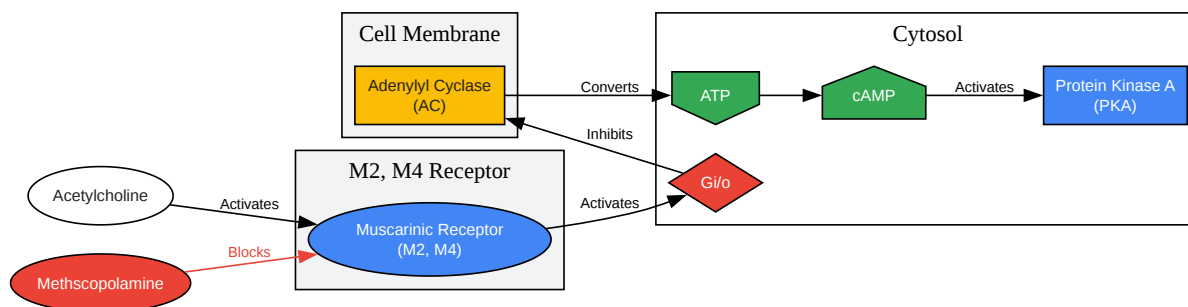 Cell Membrane
Adenylyl Cyclase
(AC)
Converts
Cytosol
ATP
cAMP
Activates
Protein Kinase A
(PKA)
Inhibits
Gi/o
M2, M4 Receptor
Acetylcholine
Activates
Muscarinic Receptor
(M2, M4)
Activates
Methscopolamine
Blocks